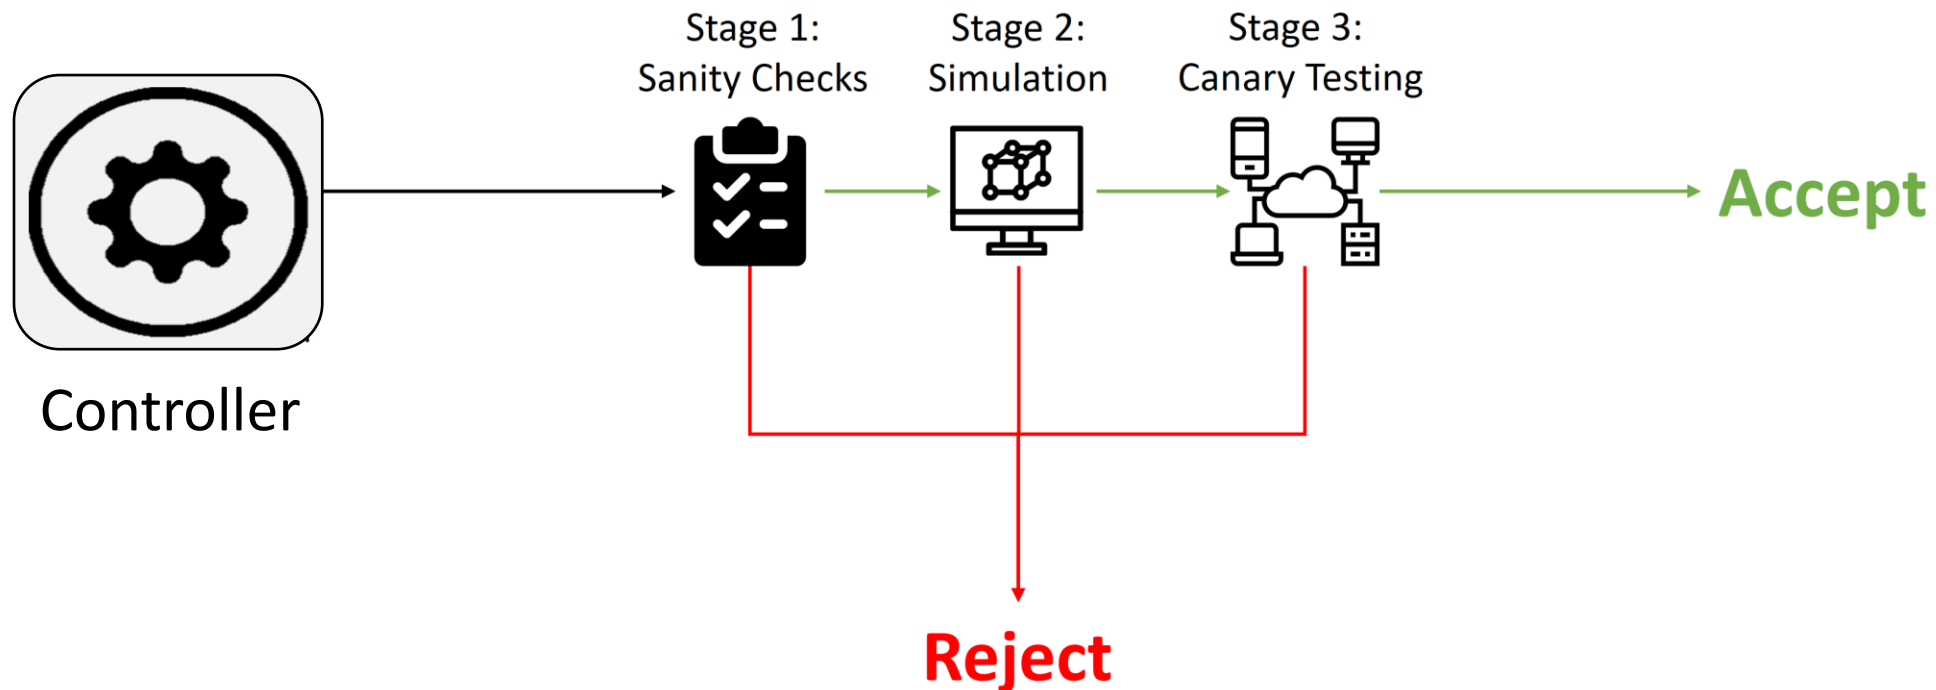 Stage 1:
Sanity Checks
Stage 2:
Simulation
Stage 3:
Canary Testing
Accept
Controller
Reject